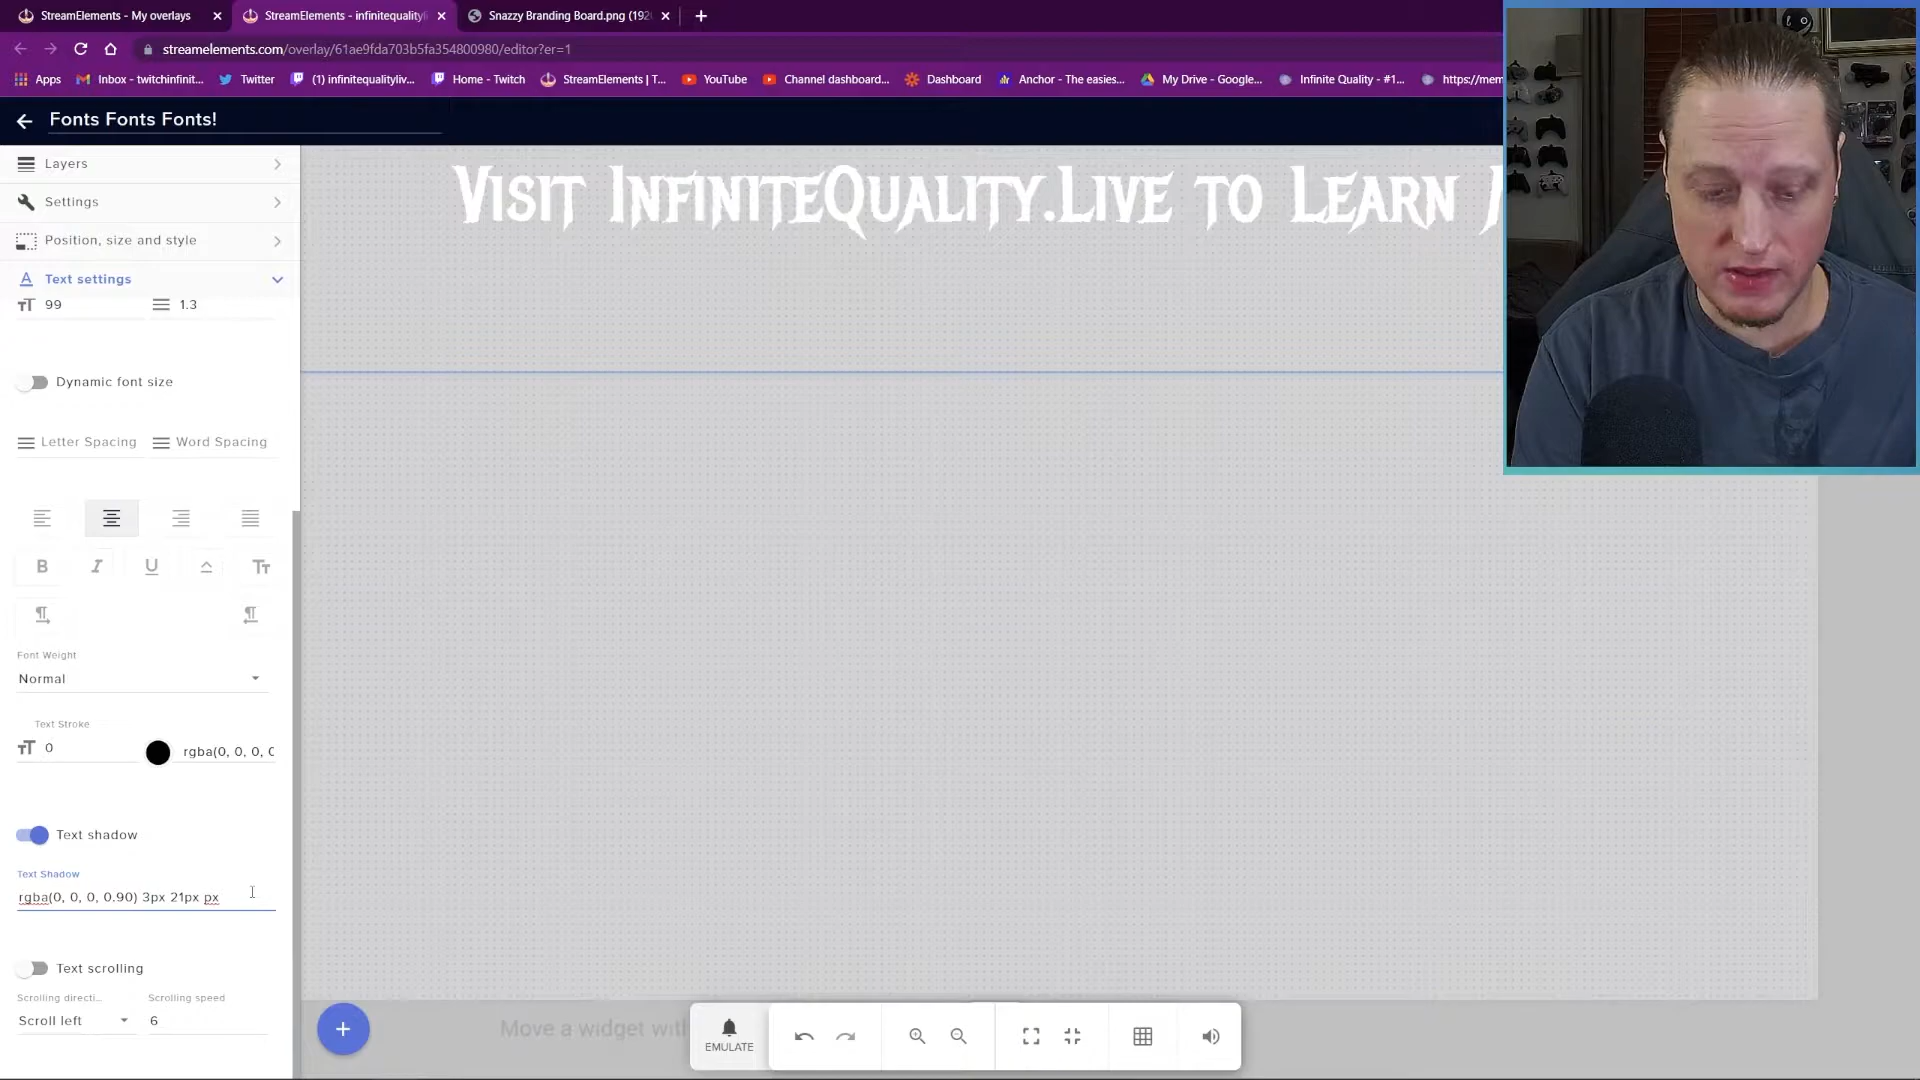 StreamElements - My overlays
StreamElements - infinitequalityli
Snazzy Branding Board.png (192
streamelements.com/overlay/61ae9fda703b5fa354800980/editor?er=1
Apps
Inbox - twitchinfinit...
Twitter
(1) infinitequalityliv...
Home - Twitch
StreamElements | T...
YouTube
Channel dashboard...
Dashboard
Anchor - The easies...
My Drive - Google...
Infinite Quality - #1...
https://mem
Fonts Fonts Fonts!
Layers
Settings
Position, size and style
Text settings
99
1.3
Visit InfiniteQuality.Live to Learn
Dynamic font size
Letter Spacing
Word Spacing
B I U Tt
Font Weight
Normal
Text Stroke
0
rgba(0, 0, 0, 0
Text shadow
Text Shadow
rgba(0, 0, 0, 0.90) 3px 21px px
Text scrolling
Scrolling directi...
Scrolling speed
Scroll left
6
+
Move a widget with
EMULATE